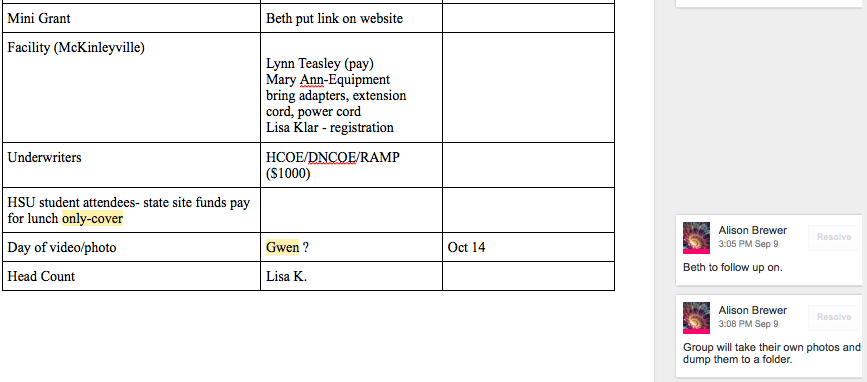 Mini Grant
Beth put link on website
Facility (McKinleyville)
Lynn Teasley (pay)
Mary Ann-Equipment
bring adapters, extension
cord, power cord
Lisa Klar - registration
Underwriters
HCOE/DNCOE/RAMP
($1000)
HSU student attendees- state site funds pay
for lunch only-cover
Day of video/photo
Gwen ?
Oct 14
Head Count
Lisa K.
Alison Brewer
3:05 PM Sep 9
Resolve
Beth to follow up on.
Alison Brewer
3:08 PM Sep 9
Resolve
Group will take their own photos and
dump them to a folder.